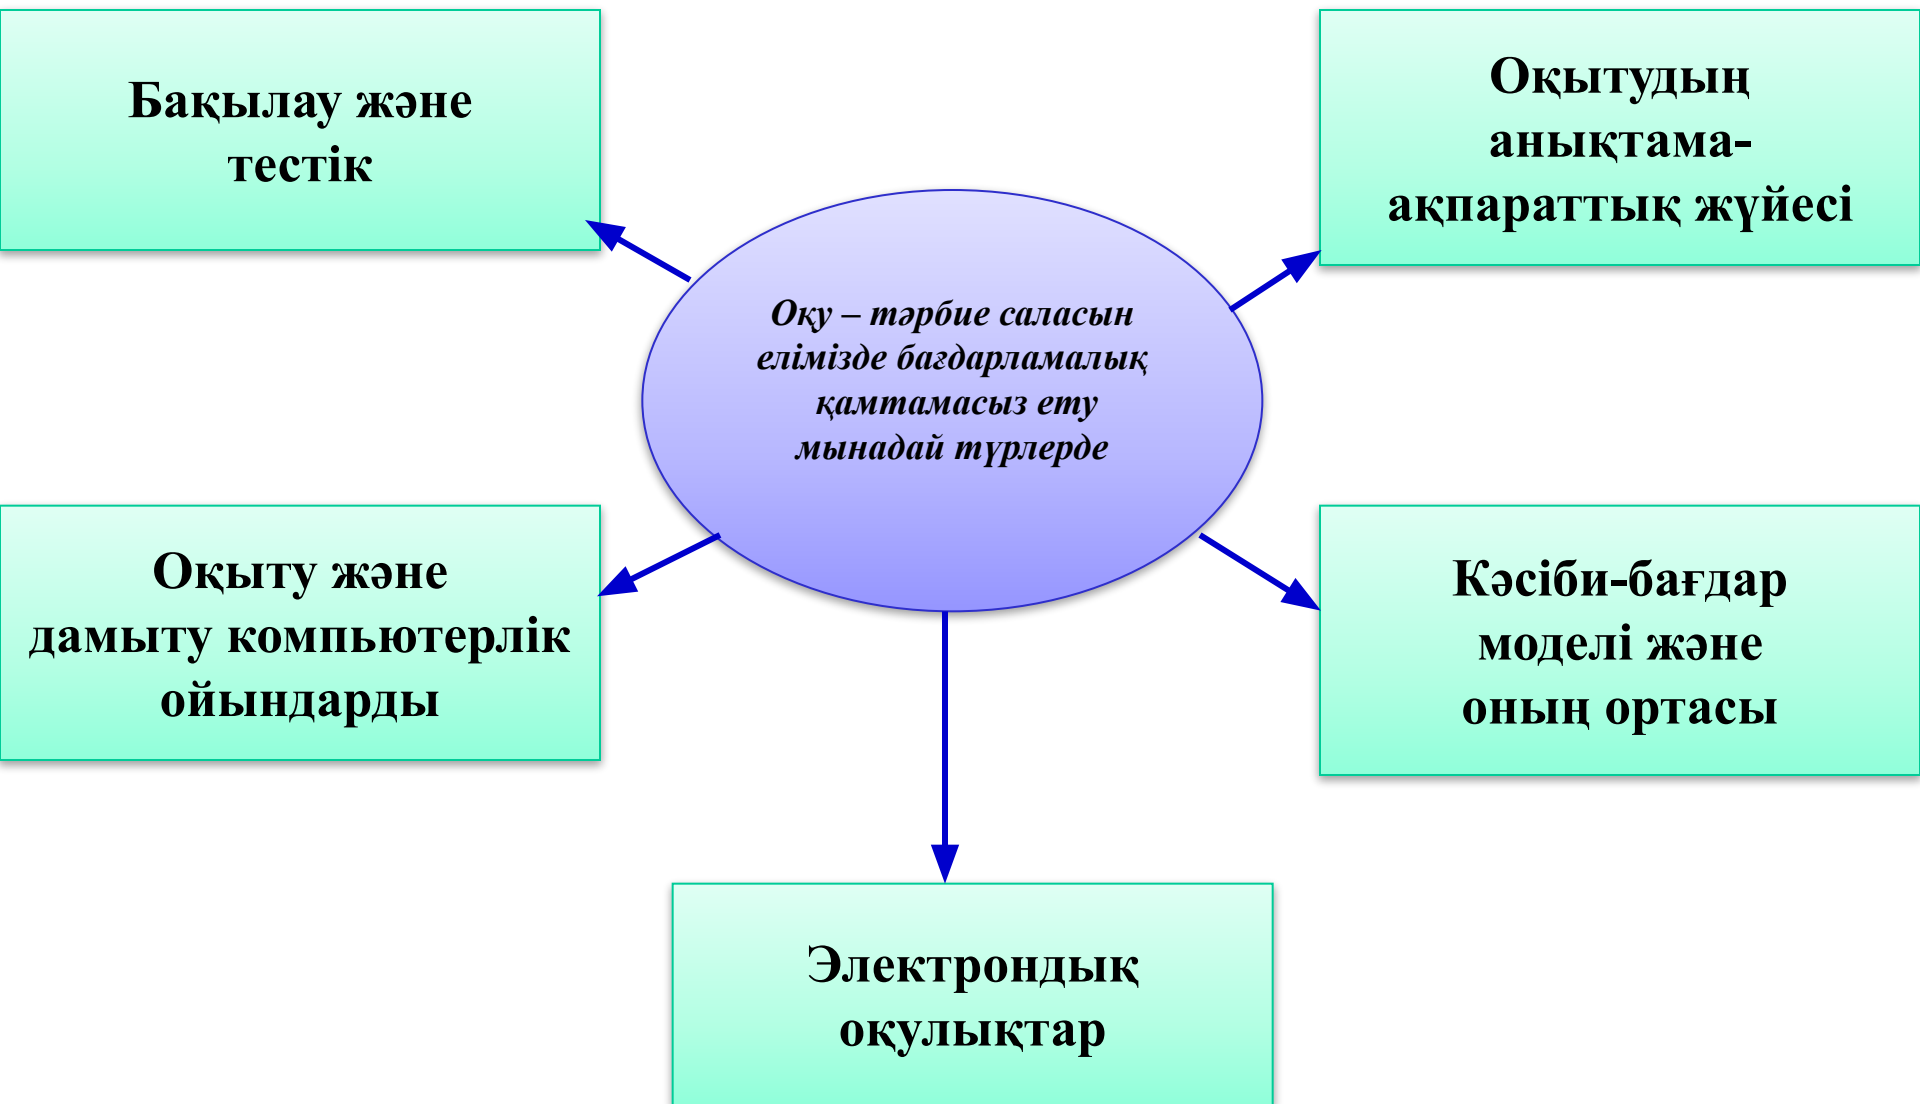 Бақылау және
тестік
Оқытудың
анықтама-
ақпараттық жүйесі
Оқу – тәрбие саласын
елімізде бағдарламалық
қамтамасыз ету
мынадай түрлерде
Оқыту және
дамыту компьютерлік
ойындарды
Кәсіби-бағдар
моделі және
оның ортасы
Электрондық
оқулықтар